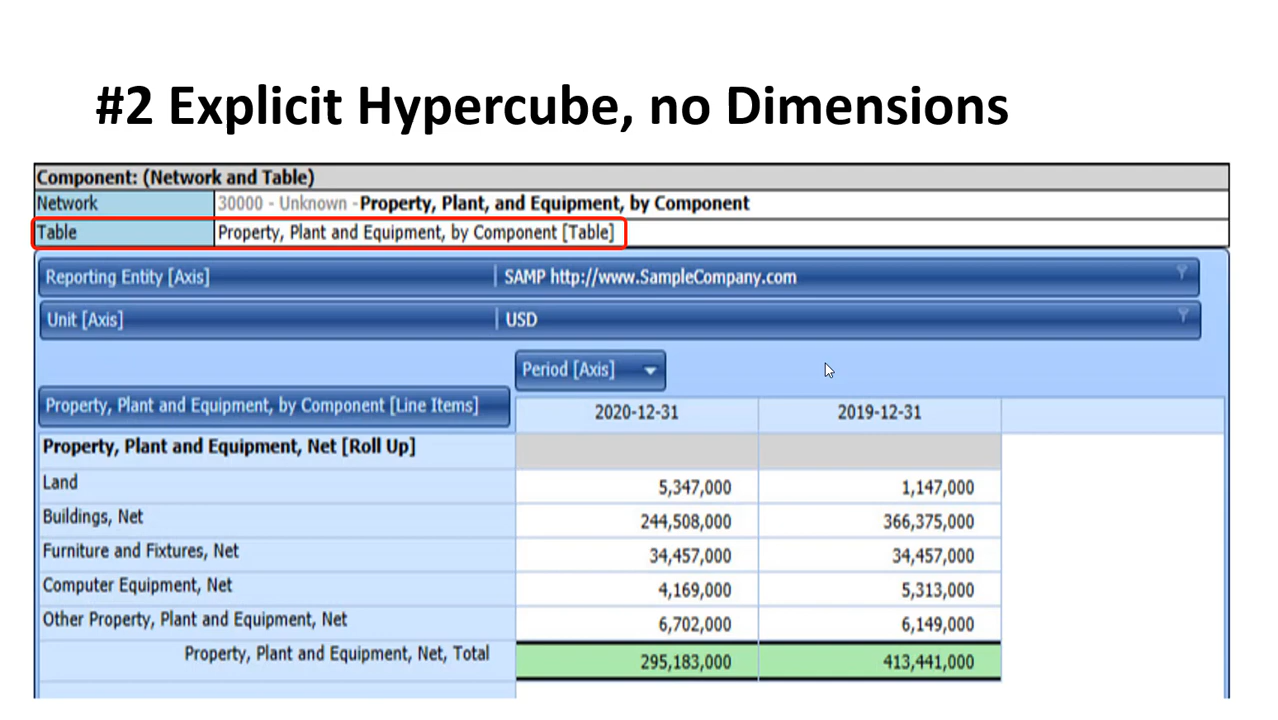 #2 Explicit Hypercube, no Dimensions
Component: (Network and Table)
Network 30000 - Unknown -Property, Plant, and Equipment, by Component
Table Property, Plant and Equipment, by Component [Table]
Reporting Entity [Axis] SAMP http://www.SampleCompany.com
Unit [Axis] USD
Period [Axis]
Property, Plant and Equipment, by Component [Line Items] 2020-12-31 2019-12-31
Property, Plant and Equipment, Net [Roll Up]
Land 5,347,000 1,147,000
Buildings, Net 244,508,000 366,375,000
Furniture and Fixtures, Net 34,457,000 34,457,000
Computer Equipment, Net 4,169,000 5,313,000
Other Property, Plant and Equipment, Net 6,702,000 6,149,000
Property, Plant and Equipment, Net, Total 295,183,000 413,441,000